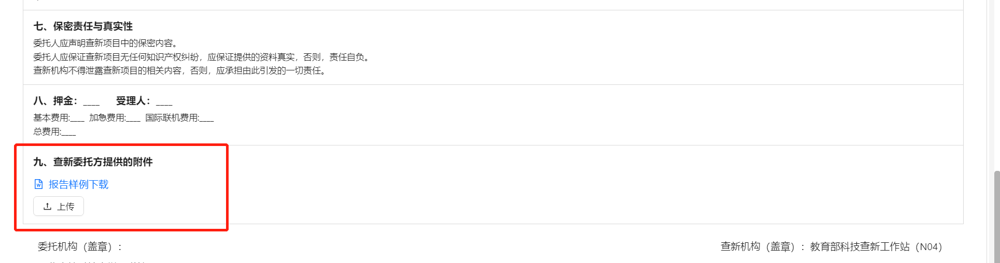 七、保密责任与真实性
委托人应声明查新项目中的保密内容。
委托人应保证查新项目无任何知识产权纠纷，应保证提供的资料真实，否则，责任自负。
查新机构不得泄露查新项目的相关内容，否则，应承担由此引发的一切责任。
八、押金：____ 受理人：____
基本费用:____ 加急费用:____ 国际联机费用:____
总费用:____
九、查新委托方提供的附件
报告样例下载
上传
委托机构（盖章）： 查新机构（盖章）：教育部科技查新工作站（N04）